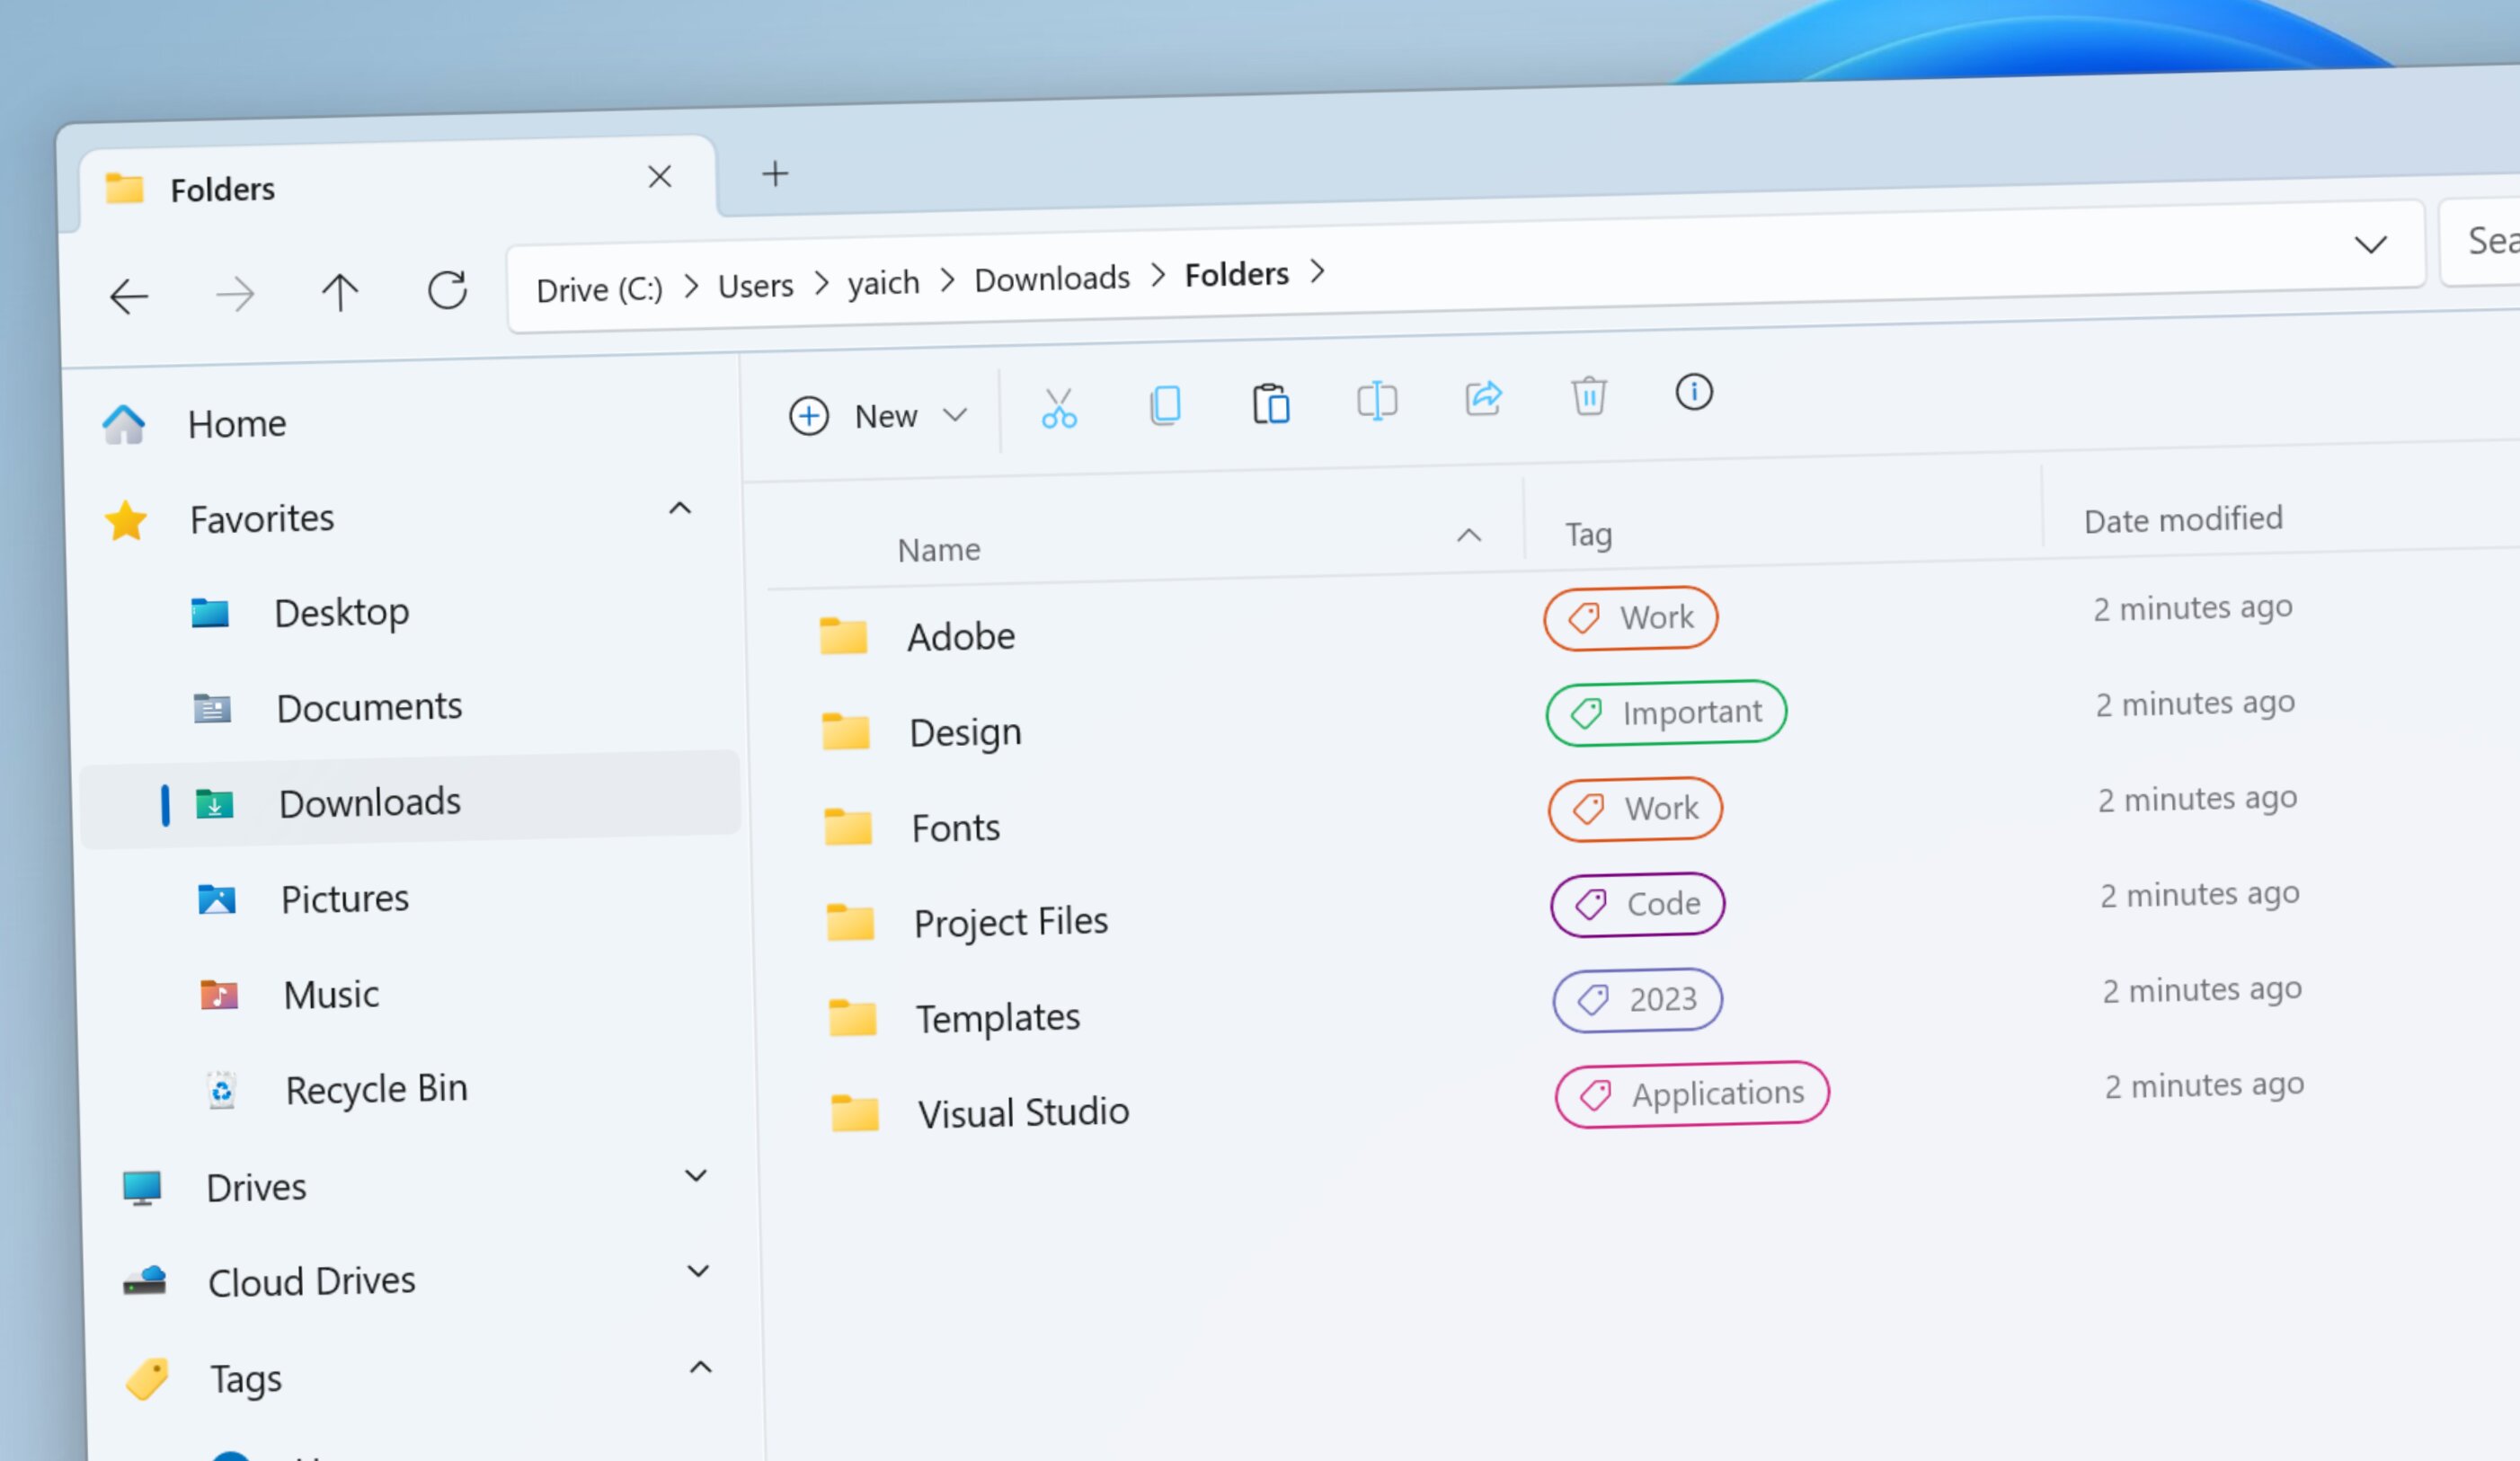 Folders
Drive (C:) > Users > yaich > Downloads > Folders >
Home
Favorites
Desktop
Documents
Downloads
Pictures
Music
Recycle Bin
Drives
Cloud Drives
Tags
New
Name Tag Date modified
Adobe Work 2 minutes ago
Design Important 2 minutes ago
Fonts Work 2 minutes ago
Project Files Code 2 minutes ago
Templates 2023 2 minutes ago
Visual Studio Applications 2 minutes ago